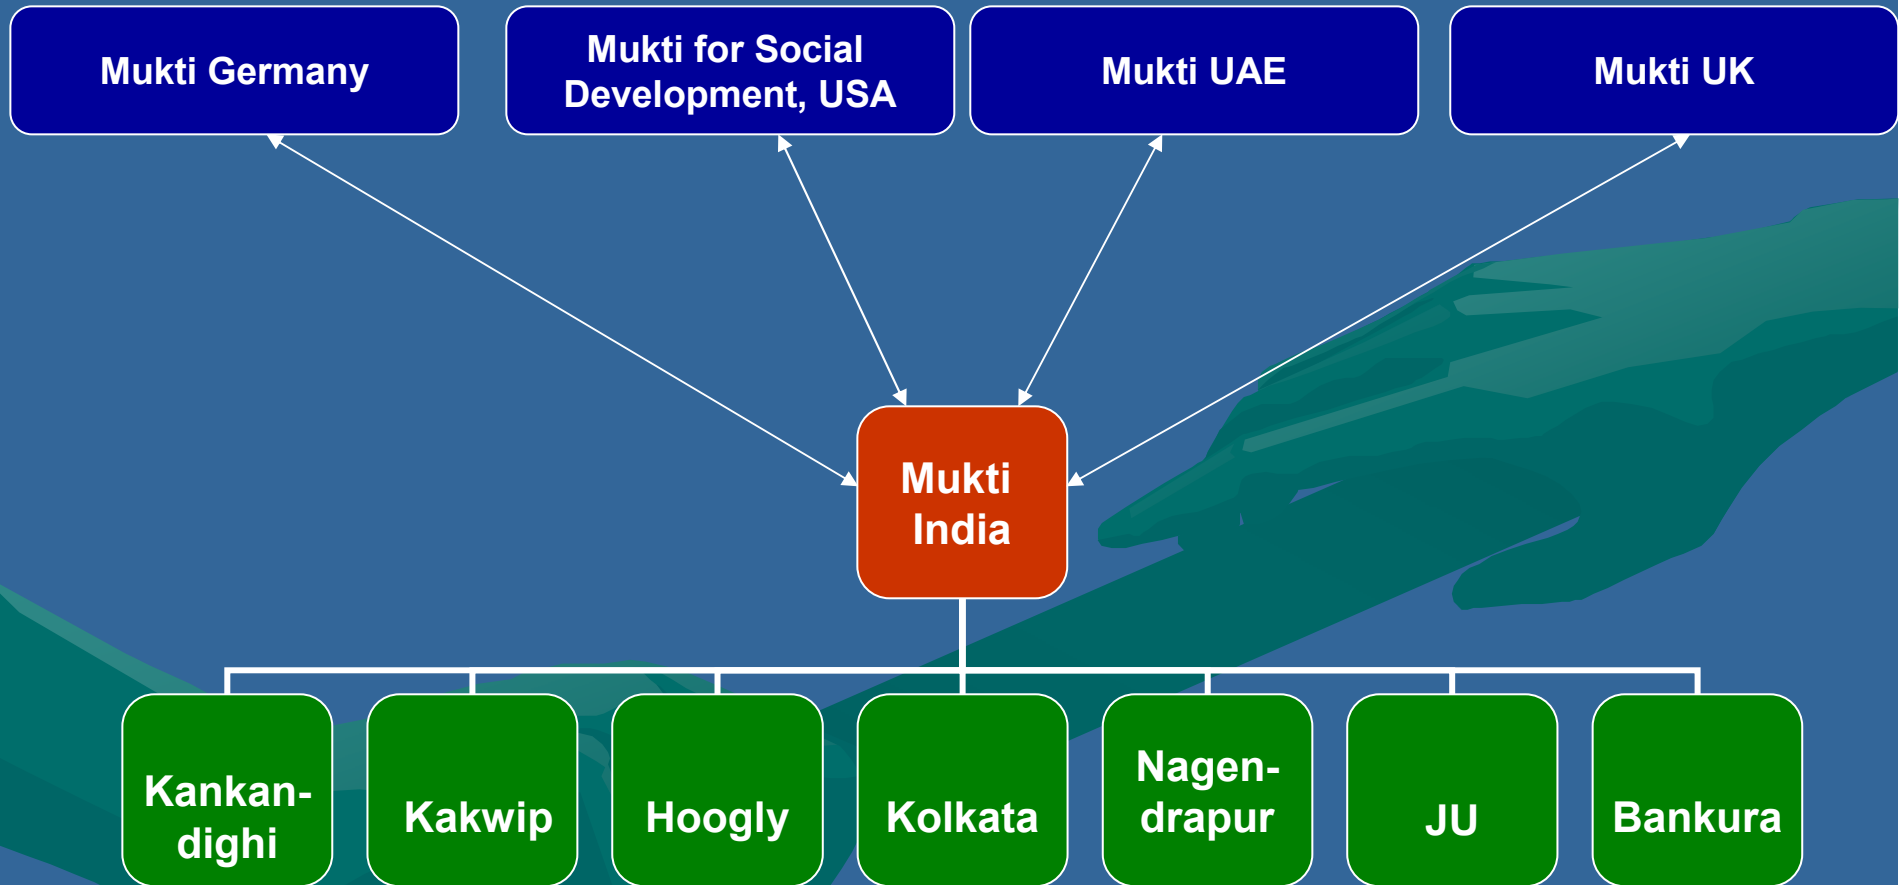 Mukti Germany
Mukti for Social
Development, USA
Mukti UAE
Mukti UK
Mukti
India
Kankan-
dighi
Kakwip
Hoogly
Kolkata
Nagen-
drapur
JU
Bankura